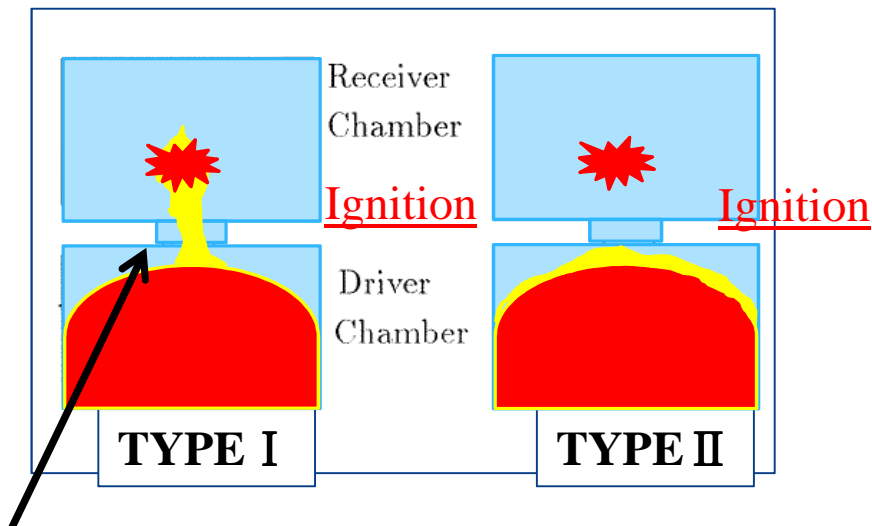 Receiver
Chamber
Ignition
Ignition
Driver
Chamber
TYPE Ⅰ
TYPE Ⅱ